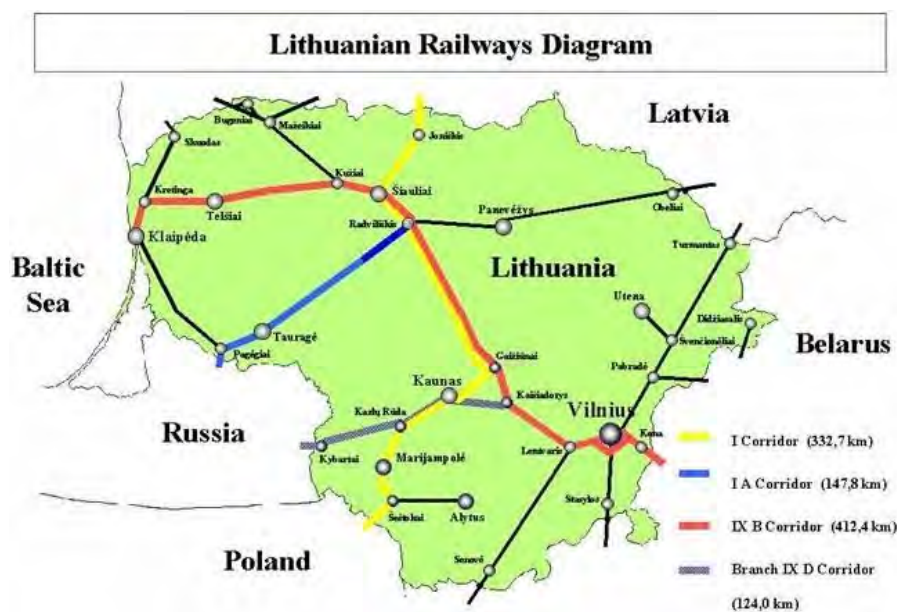 Lithuanian Railways Diagram
Latvia
Buguniai
Mažeikiai
Skuodas
Joniškis
Kužiai
Šiauliai
Kretinga
Telšiai
Obeliai
Panevėžys
Radviliškis
Klaipėda
Turmantas
Lithuania
Baltic
Sea
Utena
Didžiasalis
Tauragė
Švenčionėliai
Pagėgiai
Belarus
Gaižiūnai
Kaunas
Pabradė
Kaišiadorys
Kazlų Rūda
Vilnius
Russia
Kena
I Corridor (332,7 km)
Kybartai
Lentvaris
Marijampolė
I A Corridor (147,8 km)
Šeštokai
Alytus
Stasylos
IX B Corridor (412,4 km)
Poland
Senovė
Branch IX D Corridor
(124,0 km)